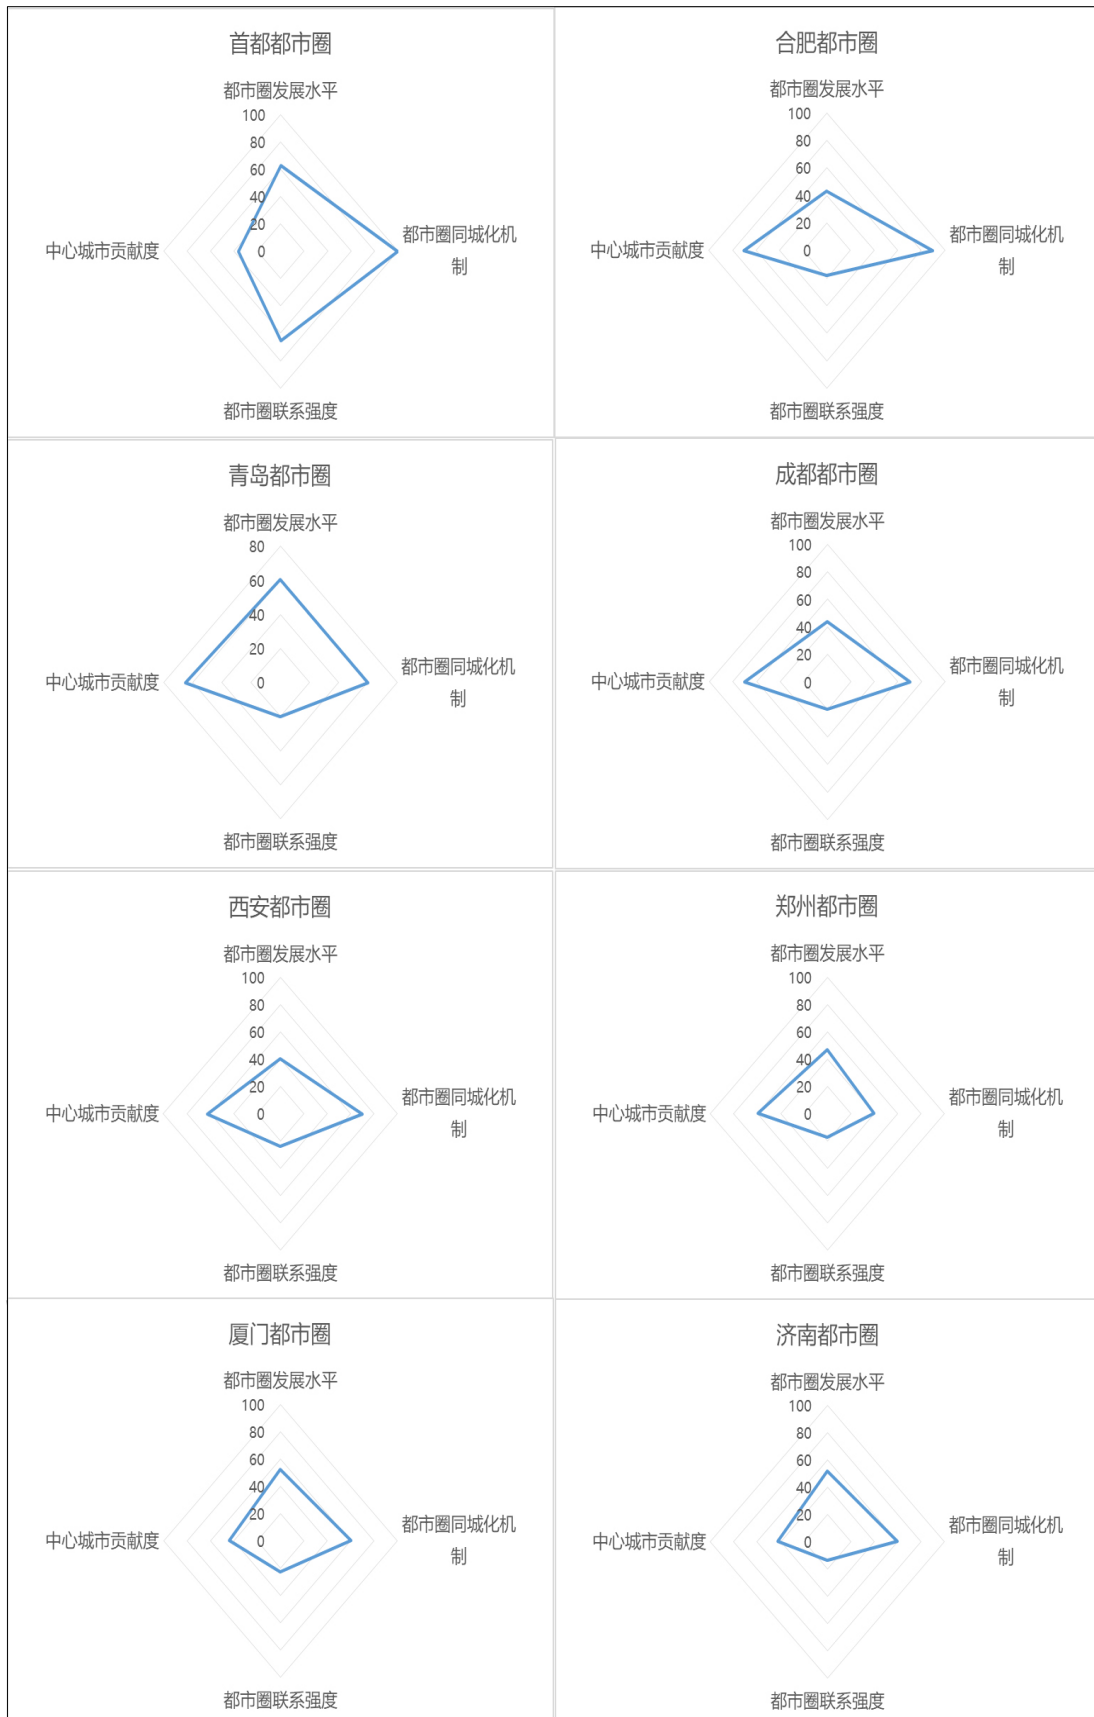 首都都市圈
都市圈发展水平
100
80
60
40
20
0
中心城市贡献度
都市圈同城化机
制
都市圈联系强度
合肥都市圈
都市圈发展水平
100
80
60
40
20
0
中心城市贡献度
都市圈同城化机
制
都市圈联系强度
青岛都市圈
都市圈发展水平
80
60
40
20
0
中心城市贡献度
都市圈同城化机
制
都市圈联系强度
成都都市圈
都市圈发展水平
100
80
60
40
20
0
中心城市贡献度
都市圈同城化机
制
都市圈联系强度
西安都市圈
都市圈发展水平
100
80
60
40
20
0
中心城市贡献度
都市圈同城化机
制
都市圈联系强度
郑州都市圈
都市圈发展水平
100
80
60
40
20
0
中心城市贡献度
都市圈同城化机
制
都市圈联系强度
厦门都市圈
都市圈发展水平
100
80
60
40
20
0
中心城市贡献度
都市圈同城化机
制
都市圈联系强度
济南都市圈
都市圈发展水平
100
80
60
40
20
0
中心城市贡献度
都市圈同城化机
制
都市圈联系强度